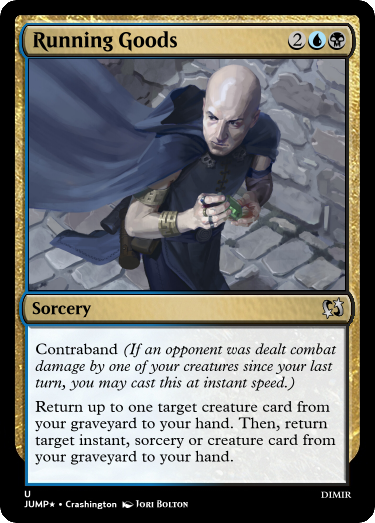 Running Goods 2
Sorcery
Contraband (If an opponent was dealt combat
damage by one of your creatures since your last
turn, you may cast this at instant speed.)
Return up to one target creature card from
your graveyard to your hand. Then, return
target instant, sorcery or creature card from
your graveyard to your hand.
U DIMIR
JUMP★ • Crashington Jori Bolton